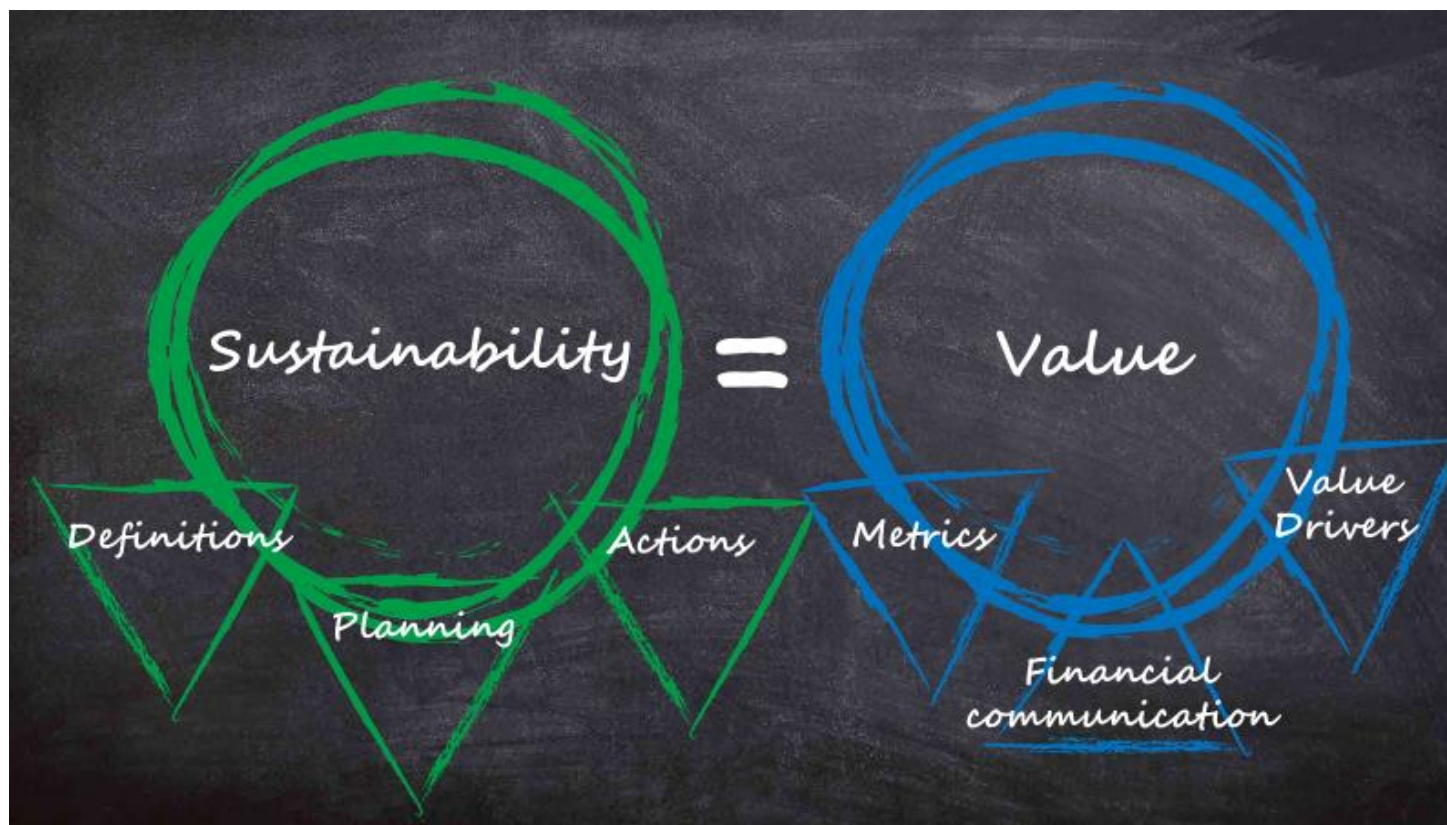 Sustainability
=
Value
Definitions
Planning
Actions
Metrics
Financial
communication
Value
Drivers